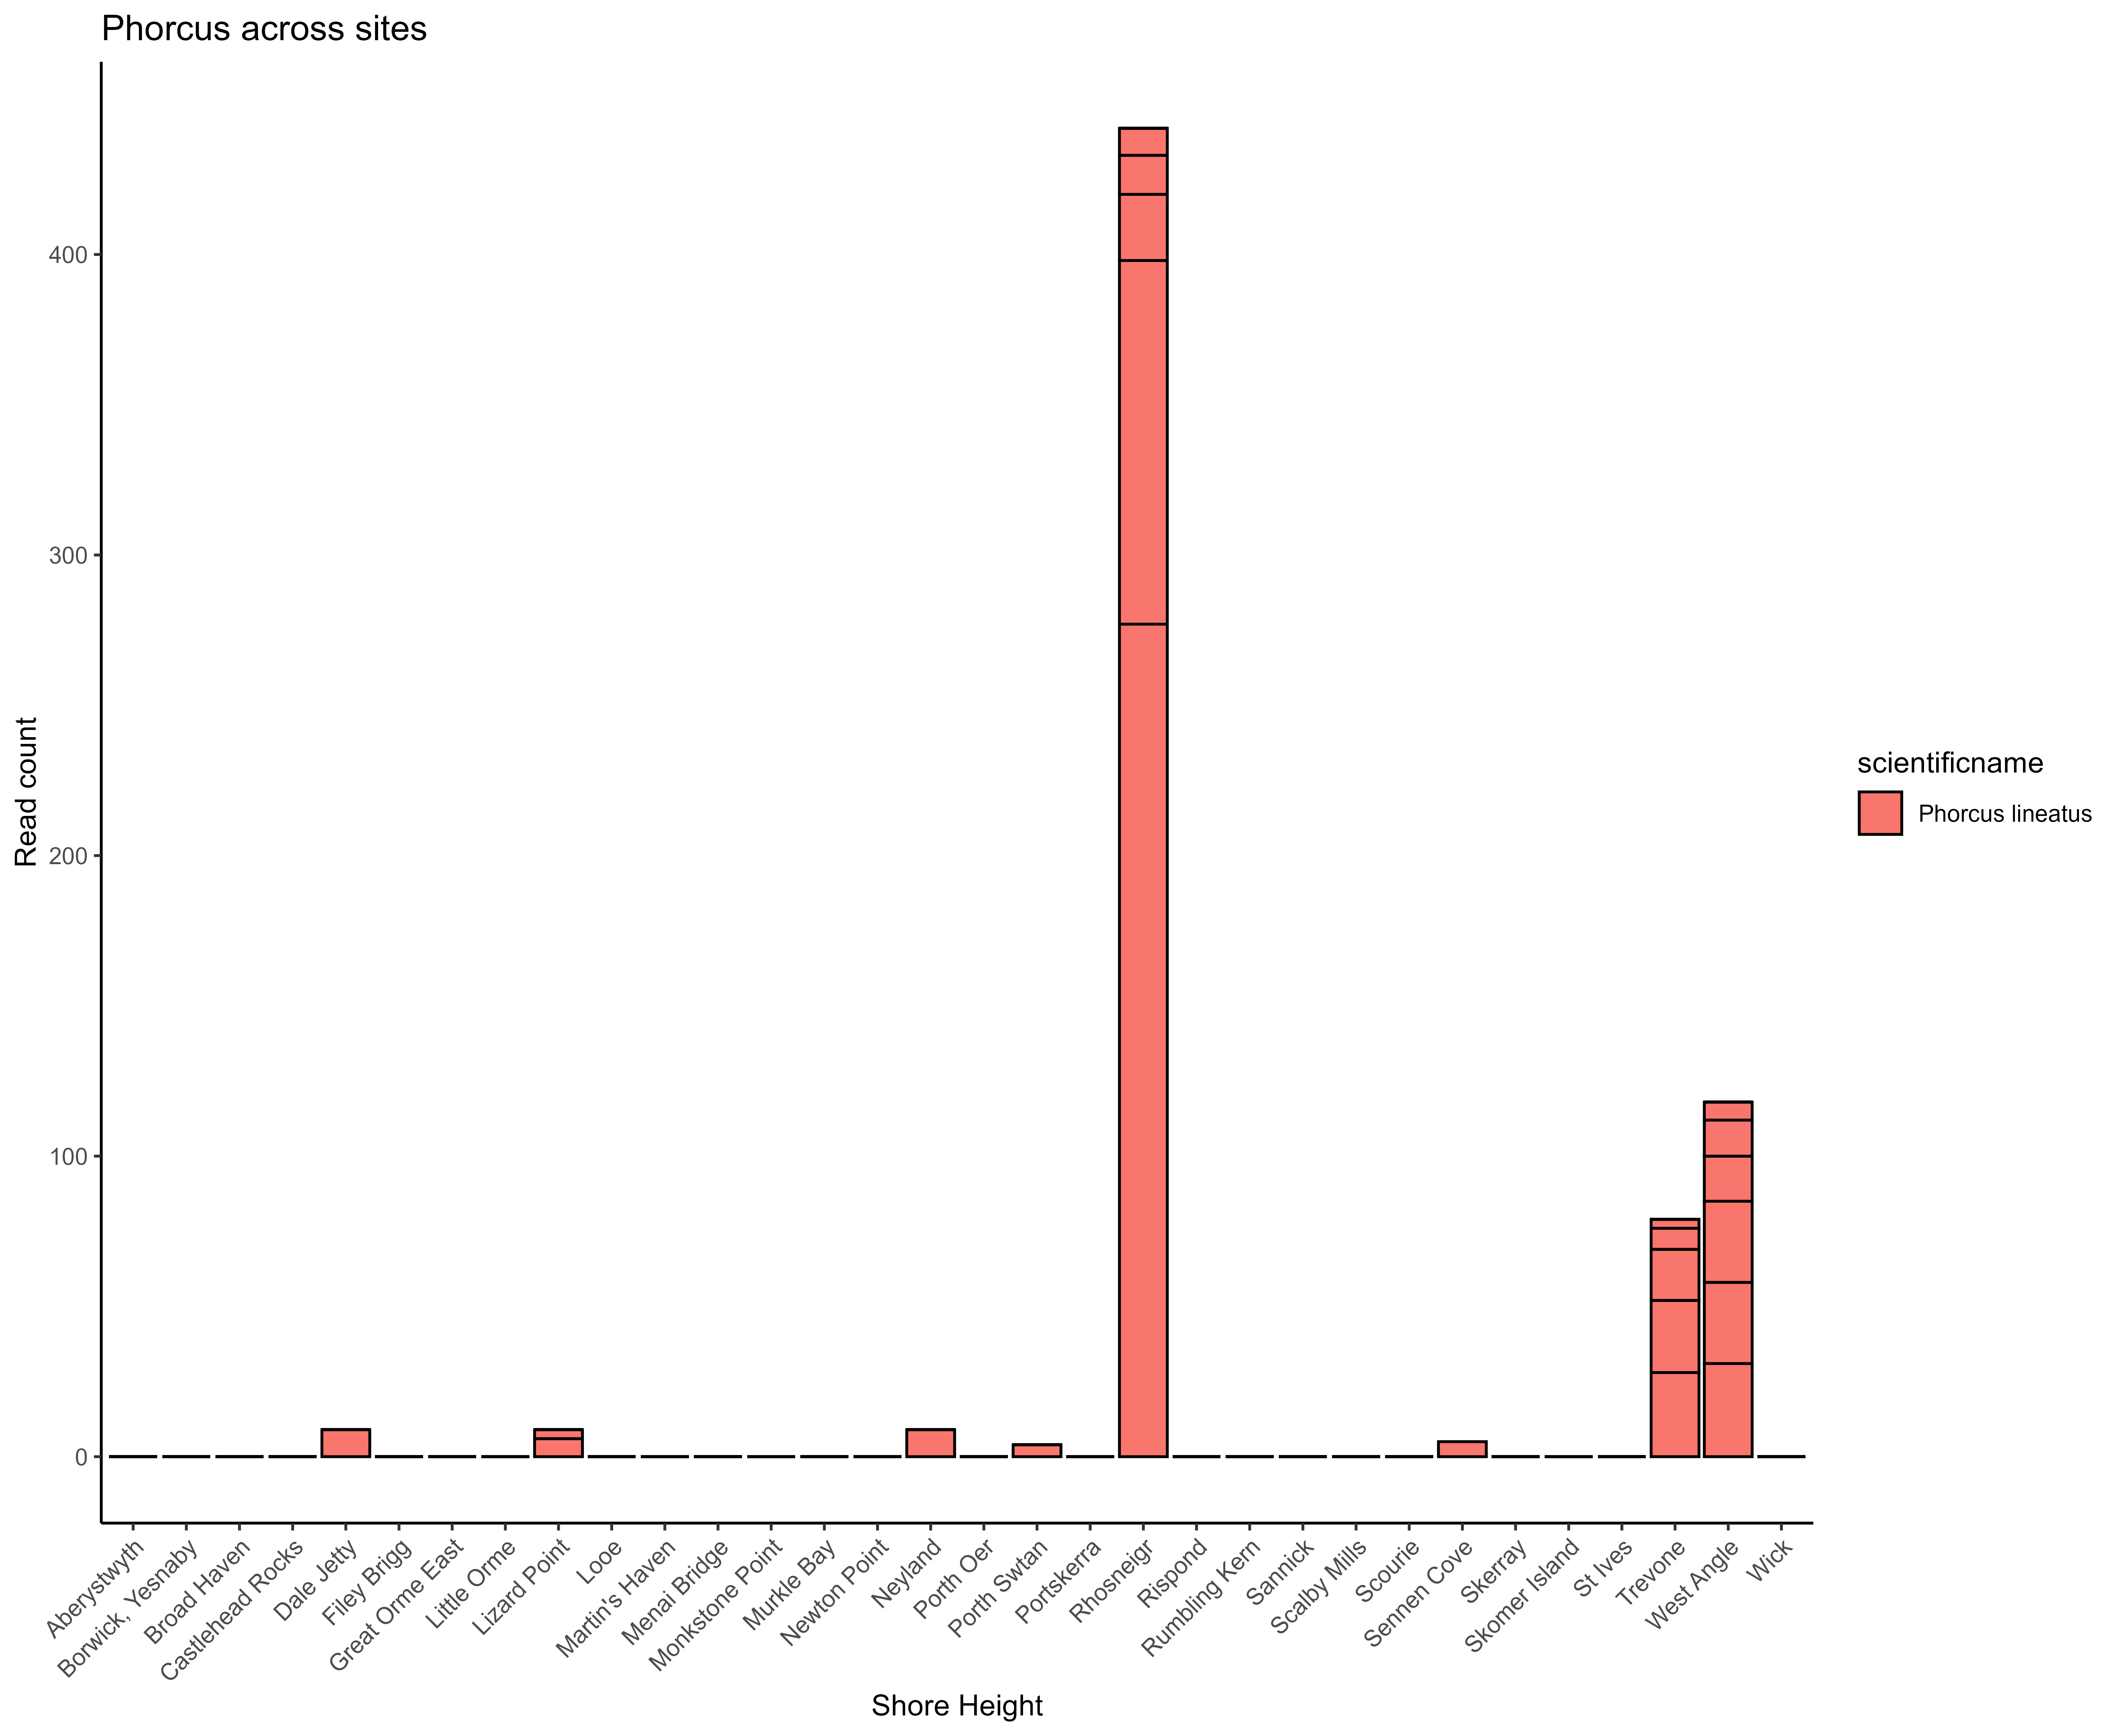 Phorcus across sites
Read count
400
300
200
100
0
Aberystwyth
Borwick, Yesnaby
Broad Haven
Castlehead Rocks
Dale Jetty
Filey Brigg
Great Orme East
Little Orme
Lizard Point
Looe
Martin's Haven
Menai Bridge
Monkstone Point
Murkle Bay
Newton Point
Neyland
Porth Oer
Porth Swtan
Portskerra
Rhosneigr
Rispond
Rumbling Kern
Sannick
Scalby Mills
Scourie
Sennen Cove
Skerray
Skomer Island
St Ives
Trevone
West Angle
Wick
Shore Height
scientificname
Phorcus lineatus